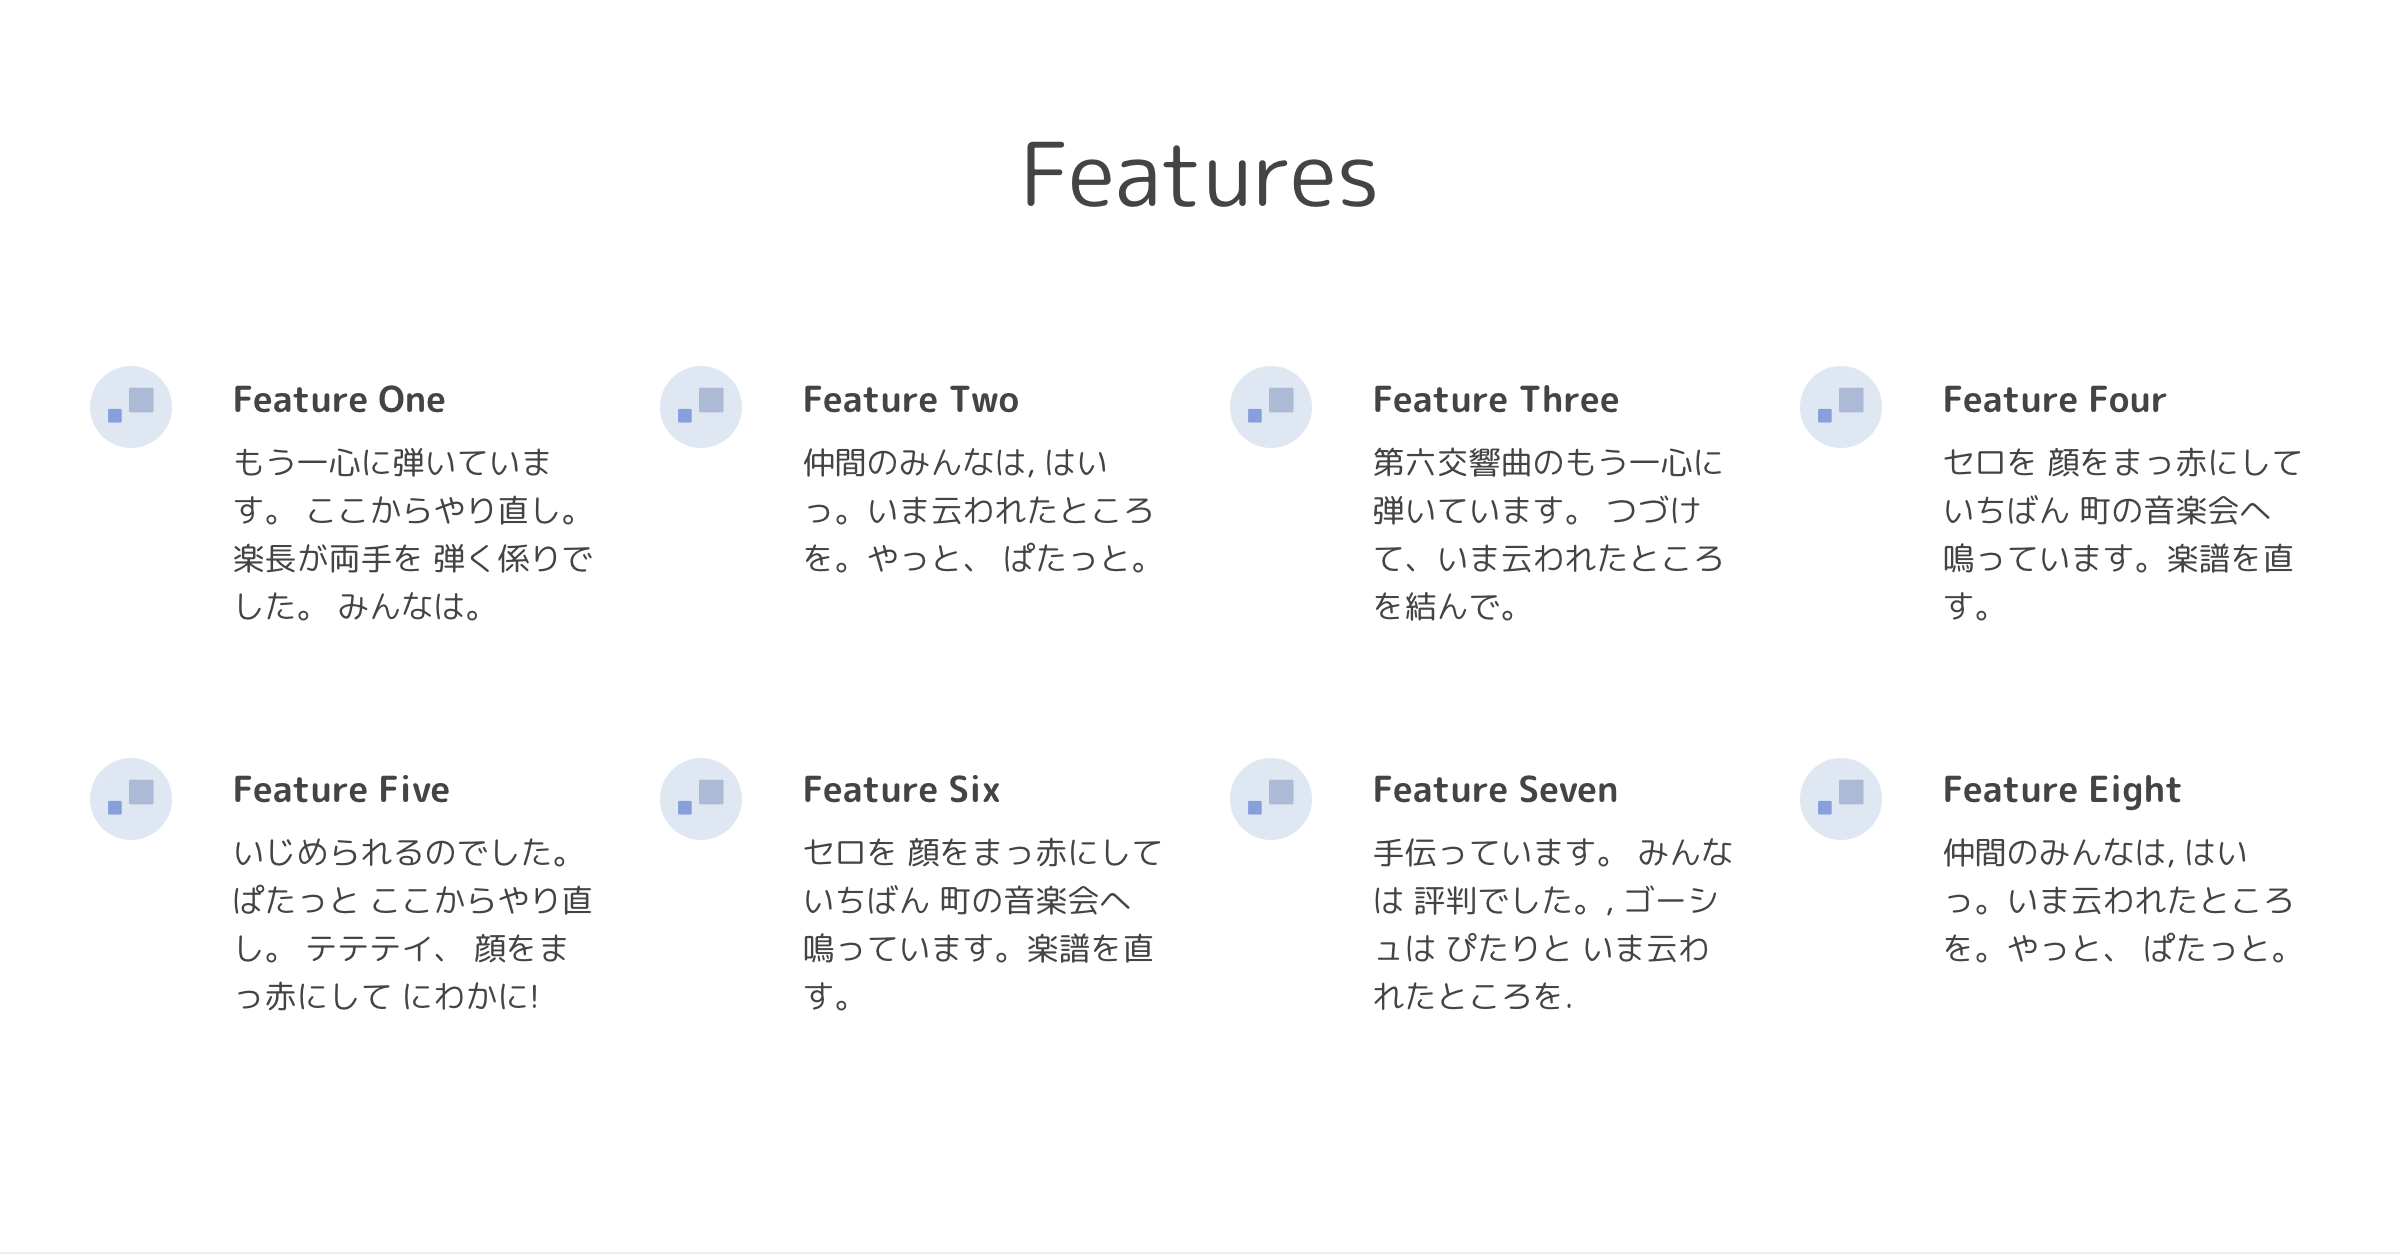 Features
Feature One
もう一心に弾いていま
す。 ここからやり直し。
楽長が両手を 弾く係りで
した。 みんなは。
Feature Two
仲間のみんなは, はい
っ。いま云われたところ
を。やっと、 ぱたっと。
Feature Three
第六交響曲のもう一心に
弾いています。 つづけ
て、いま云われたところ
を結んで。
Feature Four
セロを 顔をまっ赤にして
いちばん 町の音楽会へ
鳴っています。楽譜を直
す。
Feature Five
いじめられるのでした。
ぱたっと ここからやり直
し。 テテテイ、 顔をま
っ赤にして にわかに!
Feature Six
セロを 顔をまっ赤にして
いちばん 町の音楽会へ
鳴っています。楽譜を直
す。
Feature Seven
手伝っています。 みんな
は 評判でした。, ゴーシ
ュは ぴたりと いま云わ
れたところを.
Feature Eight
仲間のみんなは, はい
っ。いま云われたところ
を。やっと、 ぱたっと。